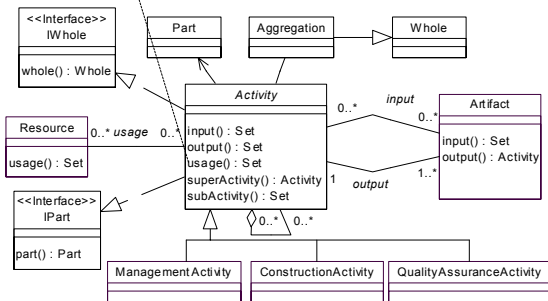 <<Interface>>
IWhole
whole() : Whole
Part
Aggregation
Whole
Activity
input() : Set
output() : Set
usage() : Set
superActivity() : Activity
subActivity() : Set
0..*
input
0..*
Artifact
input() : Set
output() : Activity
1
output
1..*
Resource
usage() : Set
0..*
usage
0..*
<<Interface>>
IPart
part() : Part
0..*
0..*
ManagementActivity
ConstructionActivity
QualityAssuranceActivity